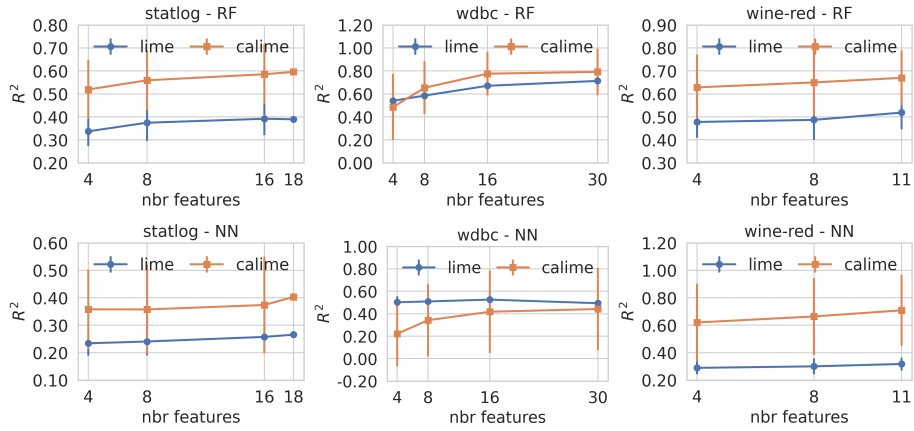 statlog - RF
0.80
0.70
0.60
0.50
0.40
0.30
0.20
R²
lime calime
4 8 16 18
nbr features
wdbc - RF
1.20
1.00
0.80
0.60
0.40
0.20
0.00
R²
lime calime
4 8 16 30
nbr features
wine-red - RF
0.90
0.80
0.70
0.60
0.50
0.40
0.30
R²
lime calime
4 8 11
nbr features
statlog - NN
0.60
0.50
0.40
0.30
0.20
0.10
R²
lime calime
4 8 16 18
nbr features
wdbc - NN
1.00
0.80
0.60
0.40
0.20
0.00
-0.20
R²
lime calime
4 8 16 30
nbr features
wine-red - NN
1.20
1.00
0.80
0.60
0.40
0.20
R²
lime calime
4 8 11
nbr features